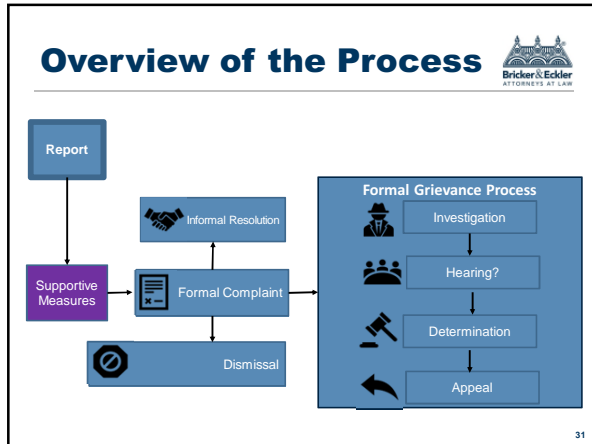 Overview of the Process
Bricker&Eckler
ATTORNEYS AT LAW
Report
Supportive
Measures
Informal Resolution
Formal Complaint
Dismissal
Formal Grievance Process
Investigation
Hearing?
Determination
Appeal
31